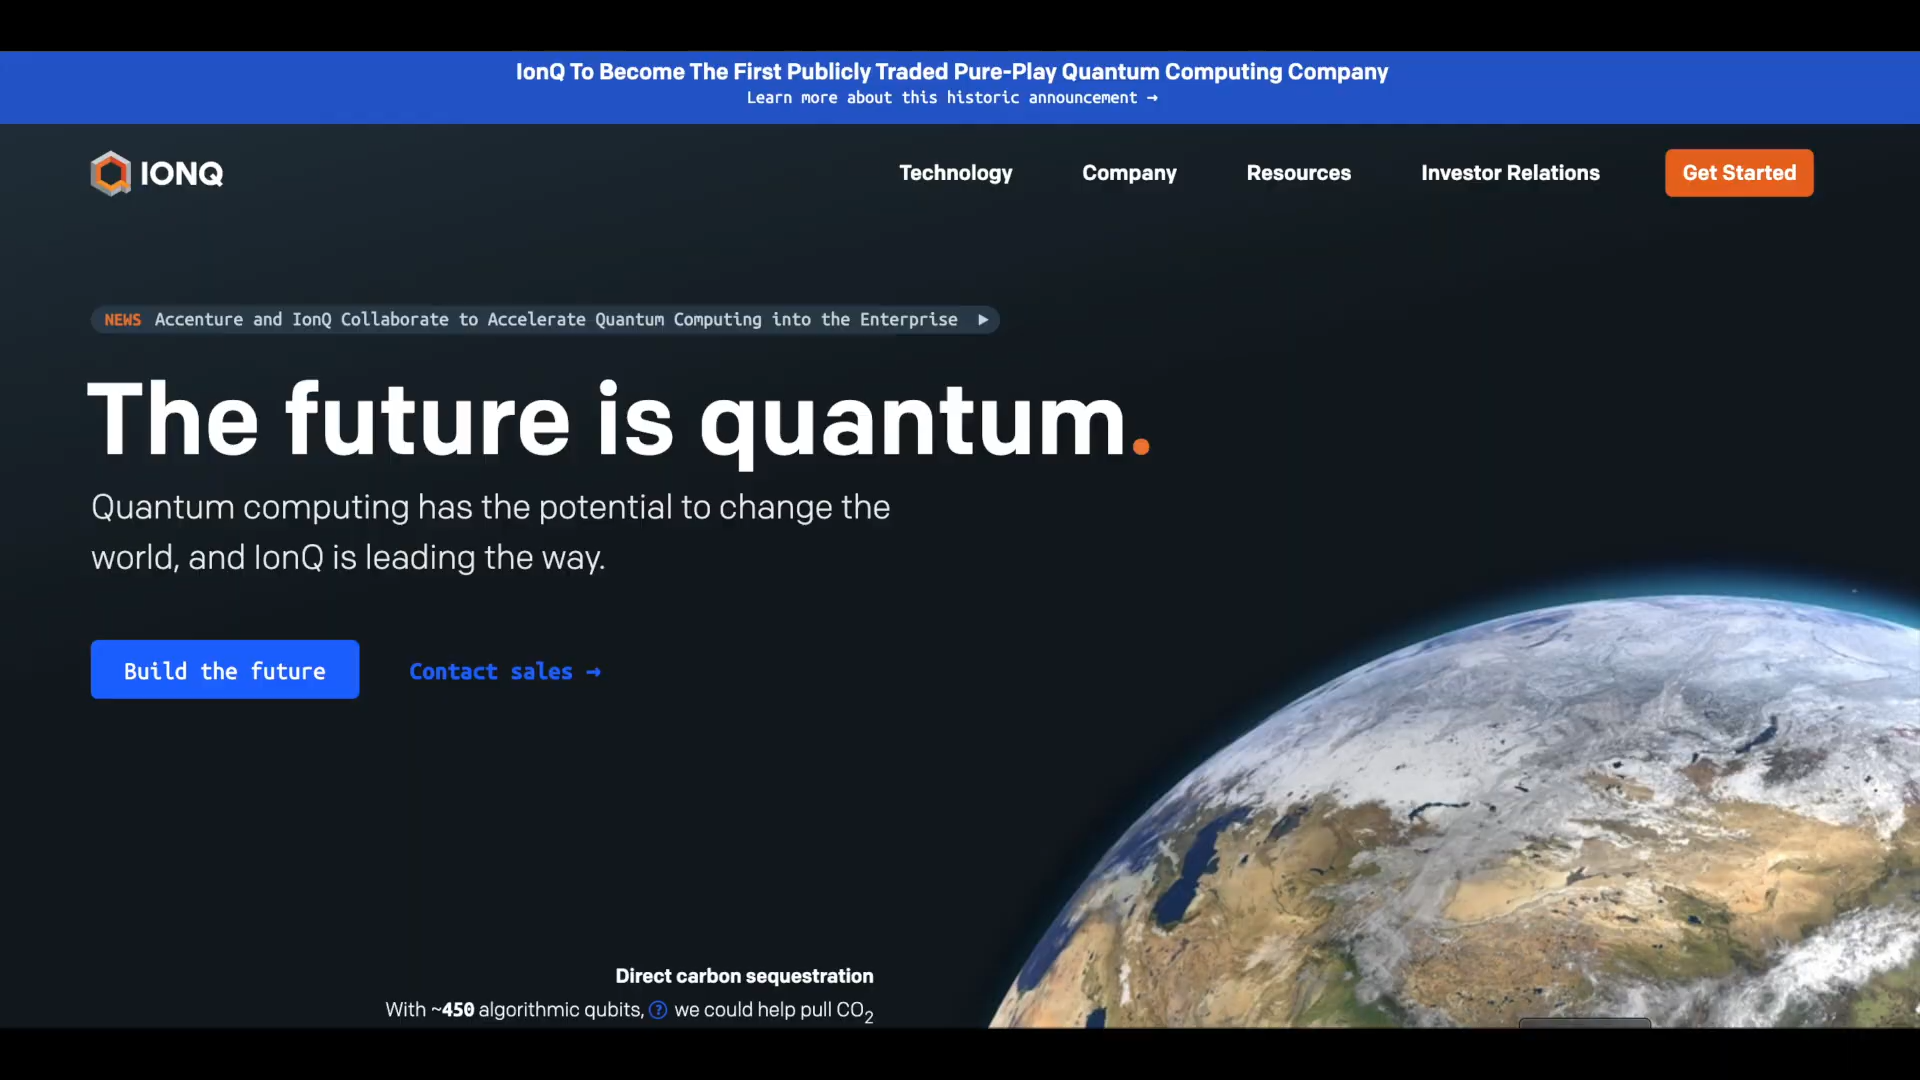 IonQ To Become The First Publicly Traded Pure-Play Quantum Computing Company
Learn more about this historic announcement →
IONQ
Technology
Company
Resources
Investor Relations
Get Started
NEWS Accenture and IonQ Collaborate to Accelerate Quantum Computing into the Enterprise ▶
The future is quantum.
Quantum computing has the potential to change the
world, and IonQ is leading the way.
Build the future
Contact sales →
Direct carbon sequestration
With ~450 algorithmic qubits, ? we could help pull CO₂